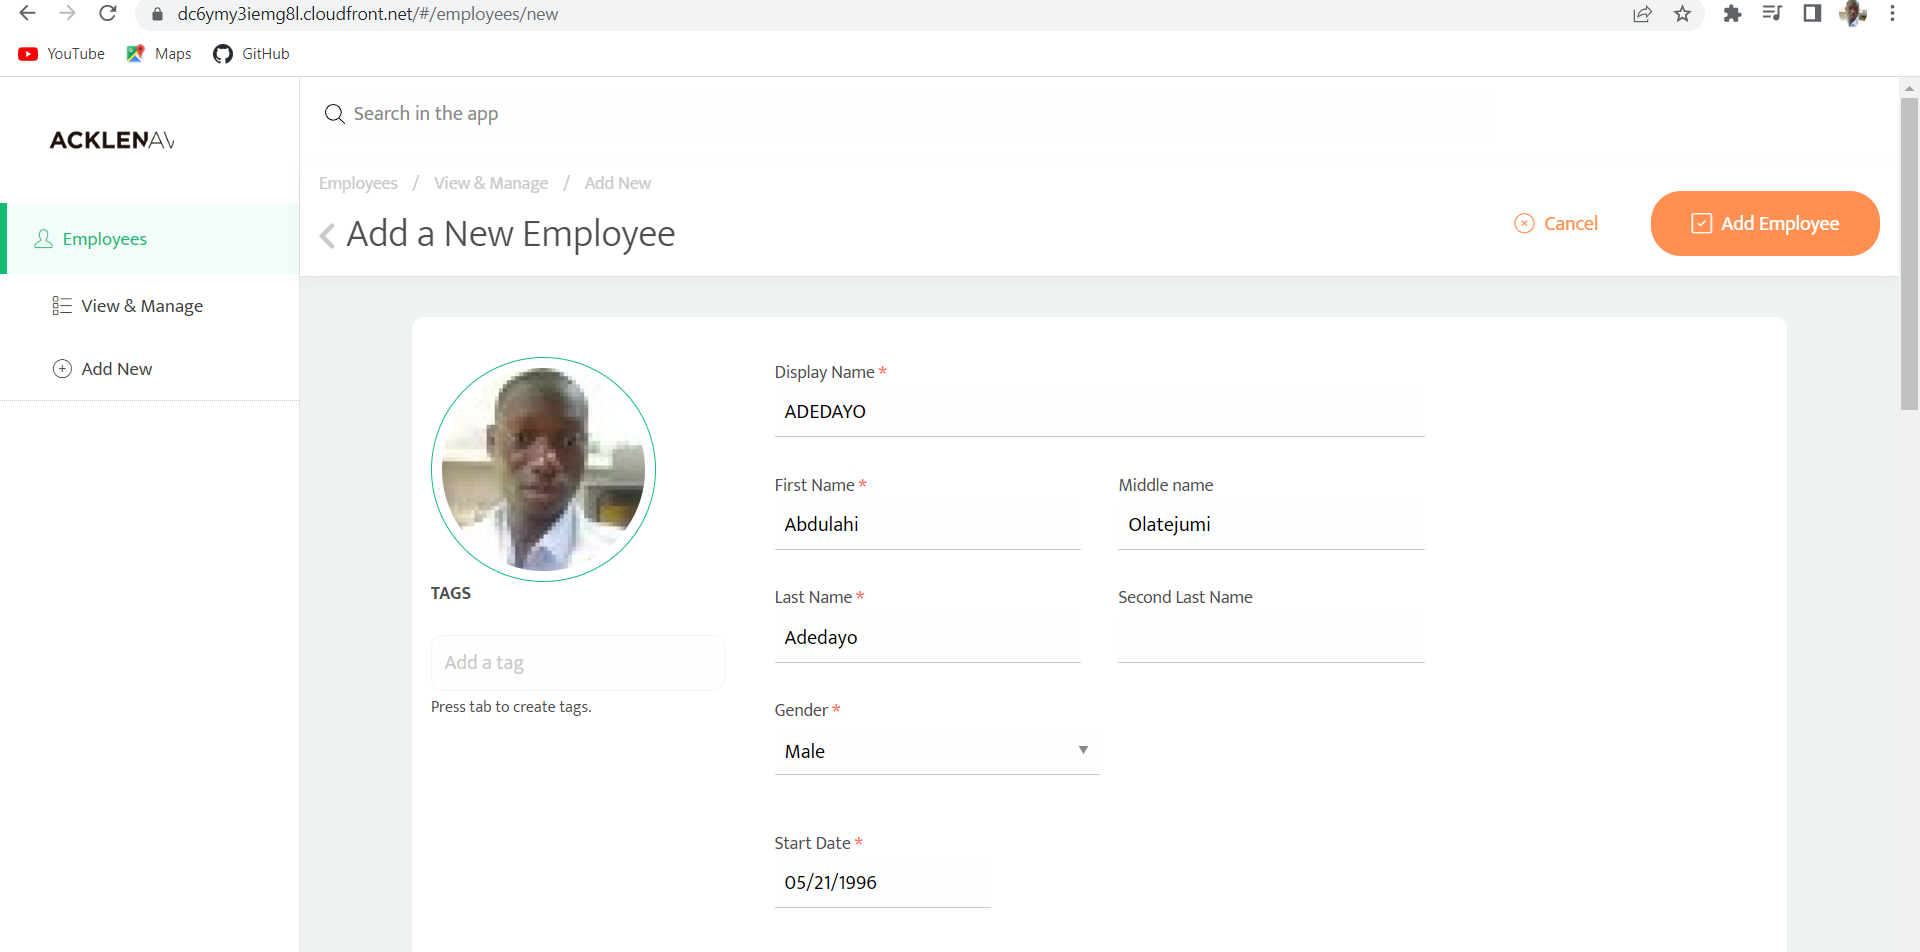 dc6ymy3iemg8l.cloudfront.net/#/employees/new
YouTube Maps GitHub
ACKLENAV
Search in the app
Employees / View & Manage / Add New
Add a New Employee
Cancel
Add Employee
Employees
View & Manage
Add New
TAGS
Add a tag
Press tab to create tags.
Display Name *
ADEDAYO
First Name * Middle name
Abdulahi Olatejumi
Last Name * Second Last Name
Adedayo
Gender *
Male
Start Date *
05/21/1996